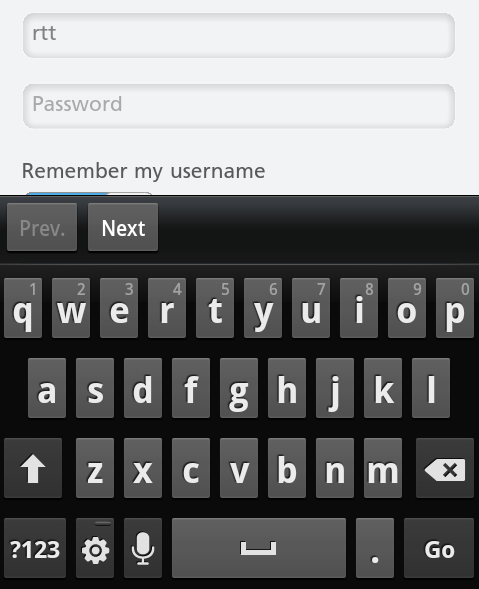 rtt
Password
Remember my username
Prev. Next
1 2 3 4 5 6 7 8 9 0
q w e r t y u i o p
a s d f g h j k l
z x c v b n m
?123 . Go